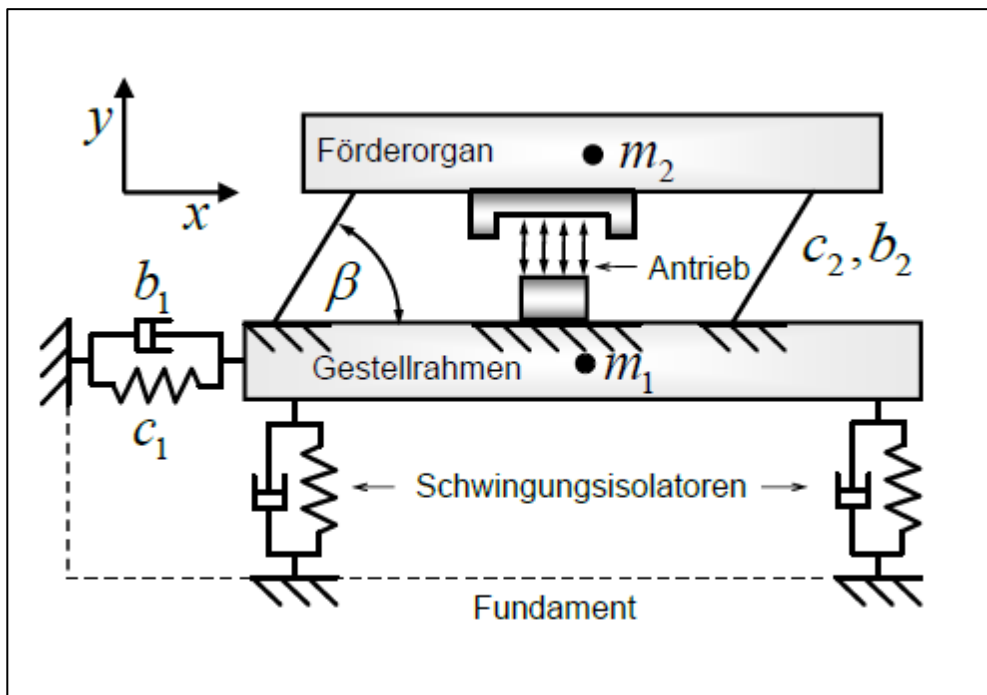 y
x
Förderorgan
m₂
c₂, b₂
Antrieb
β
b₁
Gestellrahmen
m₁
c₁
Schwingungsisolatoren
Fundament